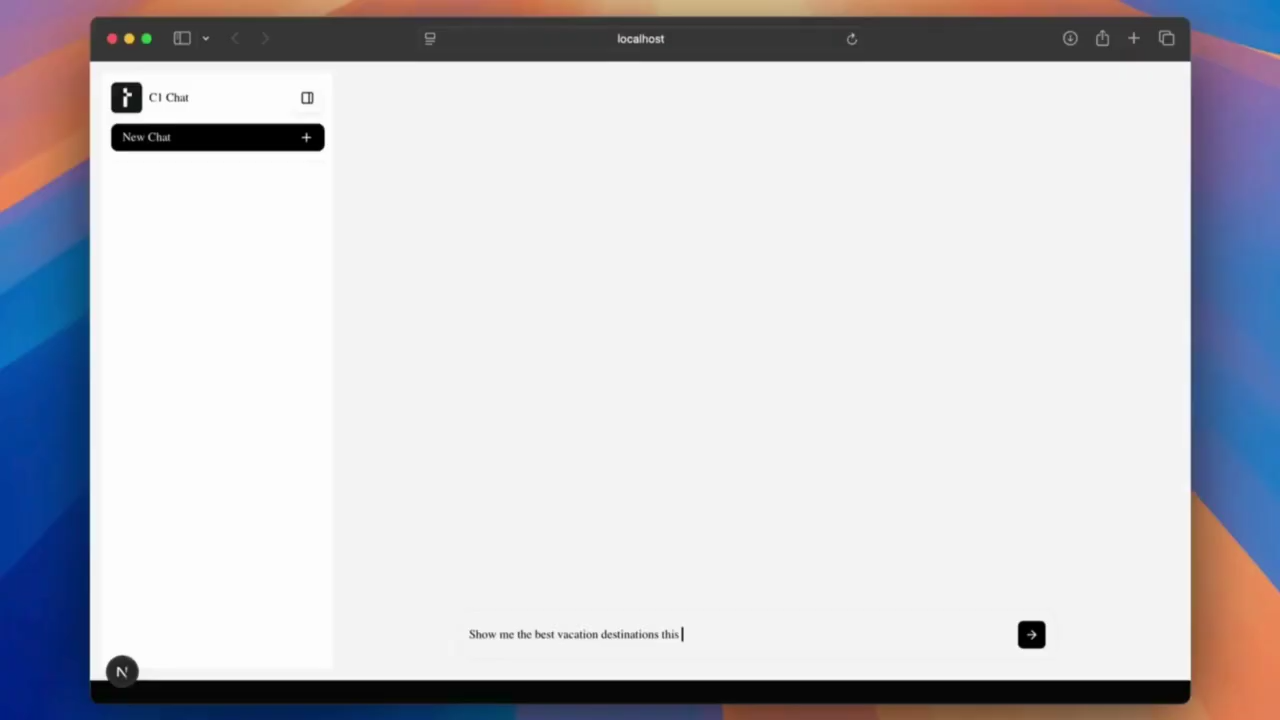 localhost
C1 Chat
New Chat
Show me the best vacation destinations this
N